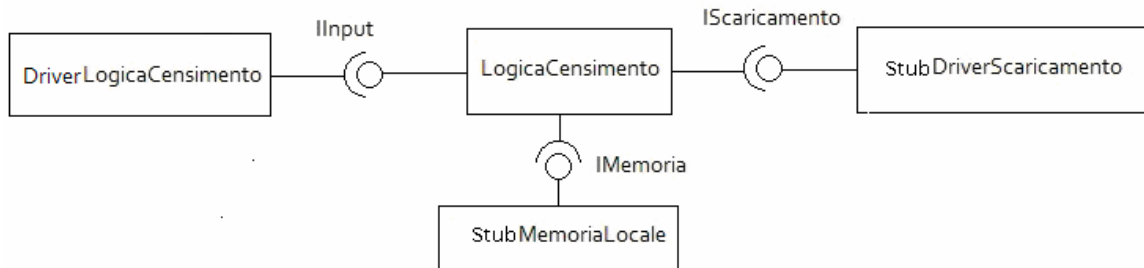 IInput
IScaricamento
DriverLogicaCensimento
LogicaCensimento
StubDriverScaricamento
IMemoria
StubMemoriaLocale